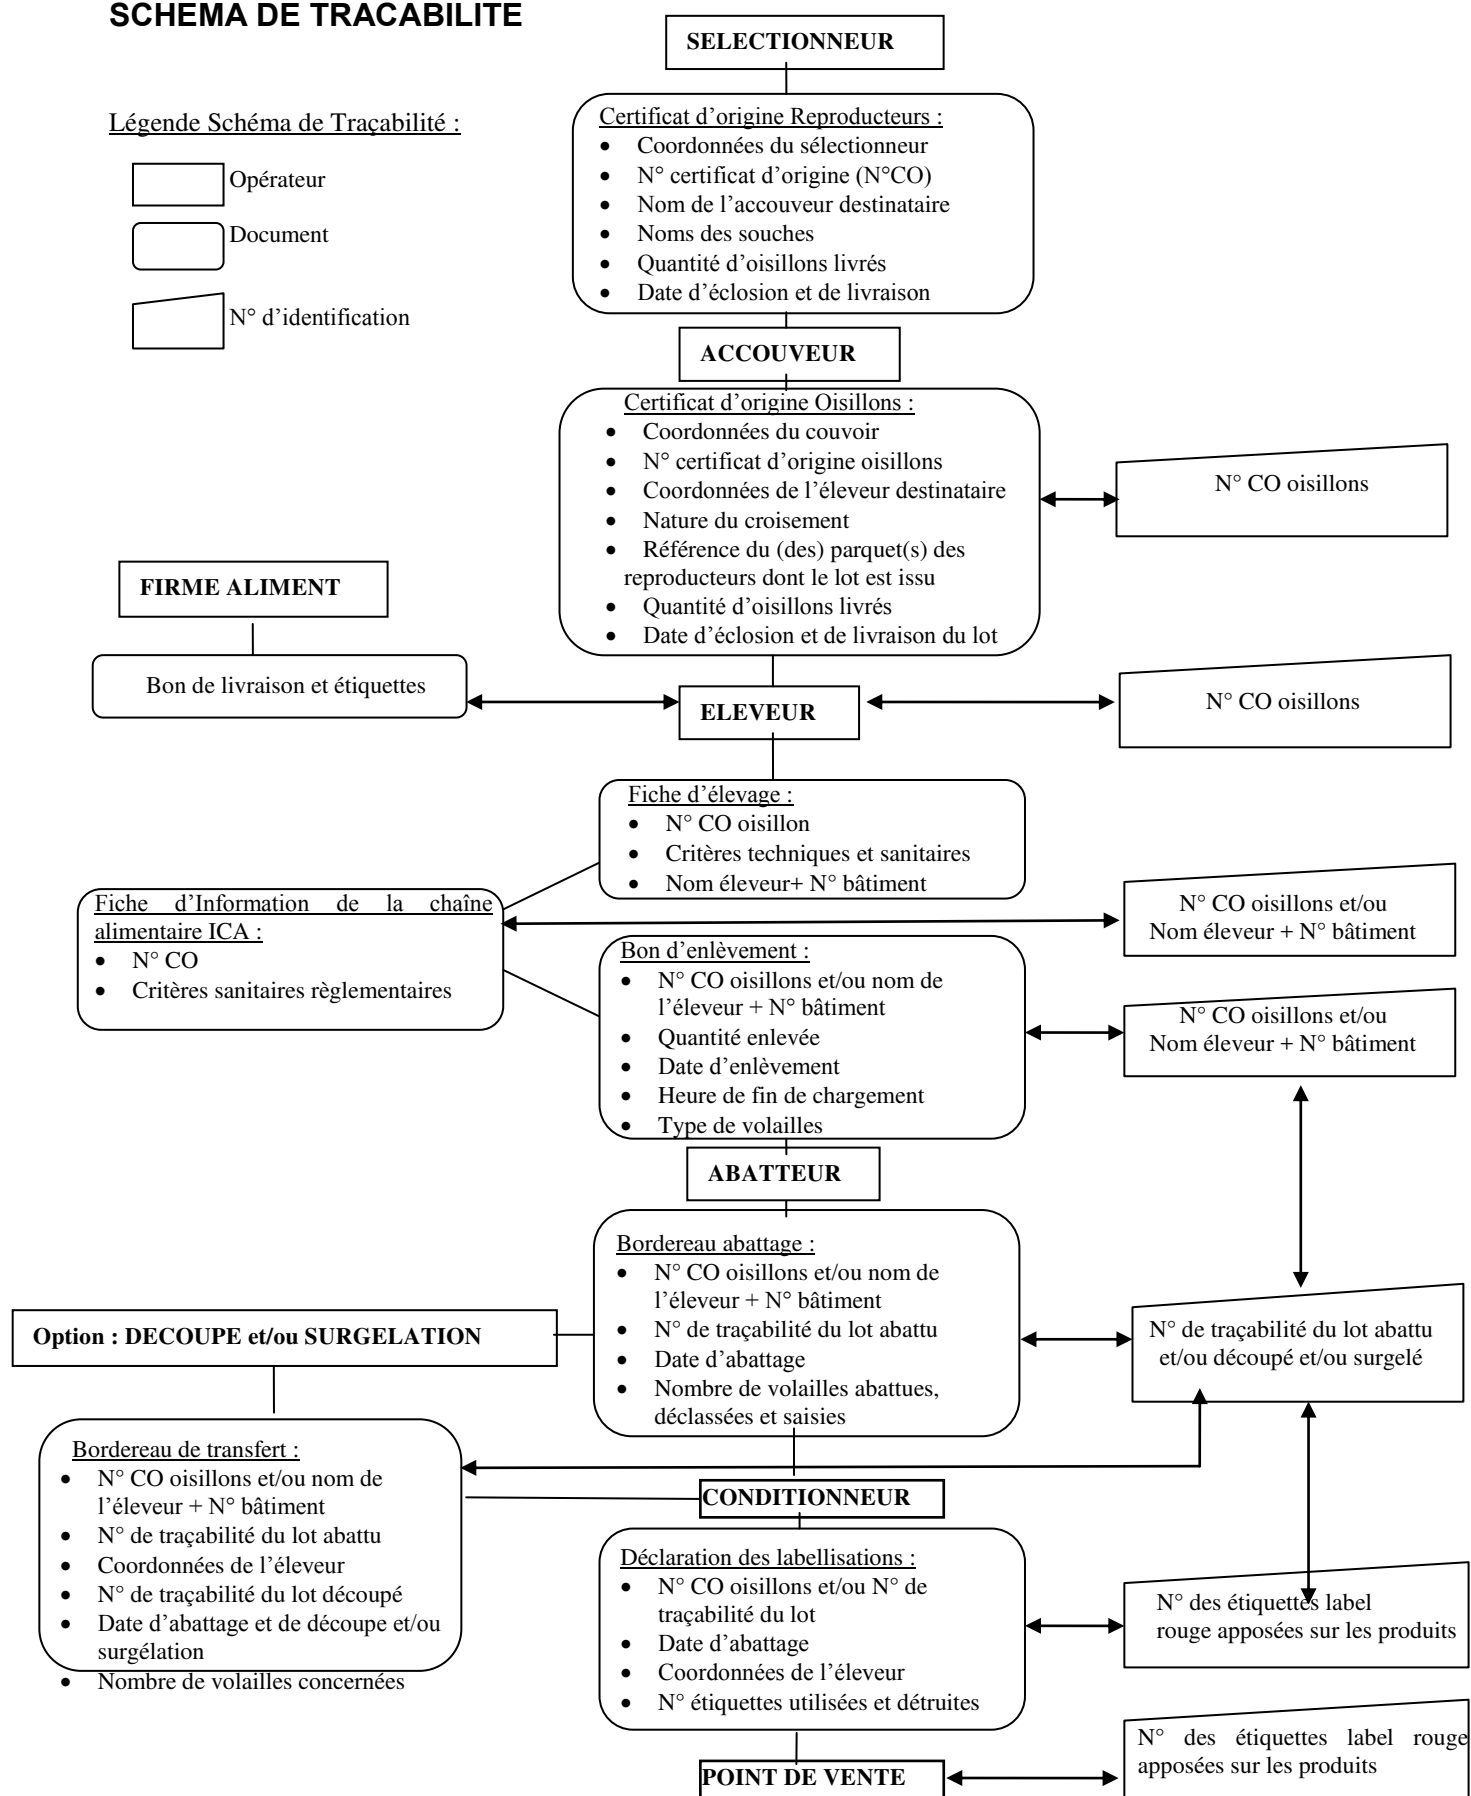 SCHEMA DE TRACABILITE
SELECTIONNEUR
Légende Schéma de Traçabilité :
Opérateur
Document
N° d'identification
Certificat d'origine Reproducteurs :
• Coordonnées du sélectionneur
• N° certificat d'origine (N°CO)
• Nom de l'accouveur destinataire
• Noms des souches
• Quantité d'oisillons livrés
• Date d'éclosion et de livraison
ACCOUVEUR
Certificat d'origine Oisillons :
• Coordonnées du couvoir
• N° certificat d'origine oisillons
• Coordonnées de l'éleveur destinataire
• Nature du croisement
• Référence du (des) parquet(s) des
reproducteurs dont le lot est issu
• Quantité d'oisillons livrés
• Date d'éclosion et de livraison du lot
N° CO oisillons
FIRME ALIMENT
Bon de livraison et étiquettes
ELEVEUR
N° CO oisillons
Fiche d'élevage :
• N° CO oisillon
• Critères techniques et sanitaires
• Nom éleveur+ N° bâtiment
Fiche d'Information de la chaîne
alimentaire ICA :
• N° CO
• Critères sanitaires règlementaires
N° CO oisillons et/ou
Nom éleveur + N° bâtiment
Bon d'enlèvement :
• N° CO oisillons et/ou nom de
l'éleveur + N° bâtiment
• Quantité enlevée
• Date d'enlèvement
• Heure de fin de chargement
• Type de volailles
N° CO oisillons et/ou
Nom éleveur + N° bâtiment
ABATTEUR
Bordereau abattage :
• N° CO oisillons et/ou nom de
l'éleveur + N° bâtiment
• N° de traçabilité du lot abattu
• Date d'abattage
• Nombre de volailles abattues,
déclassées et saisies
N° de traçabilité du lot abattu
et/ou découpé et/ou surgelé
Option : DECOUPE et/ou SURGELATION
Bordereau de transfert :
• N° CO oisillons et/ou nom de
l'éleveur + N° bâtiment
• N° de traçabilité du lot abattu
• Coordonnées de l'éleveur
• N° de traçabilité du lot découpé
• Date d'abattage et de découpe et/ou
surgélation
• Nombre de volailles concernées
CONDITIONNEUR
Déclaration des labellisations :
• N° CO oisillons et/ou N° de
traçabilité du lot
• Date d'abattage
• Coordonnées de l'éleveur
• N° étiquettes utilisées et détruites
N° des étiquettes label
rouge apposées sur les produits
POINT DE VENTE
N° des étiquettes label rouge
apposées sur les produits